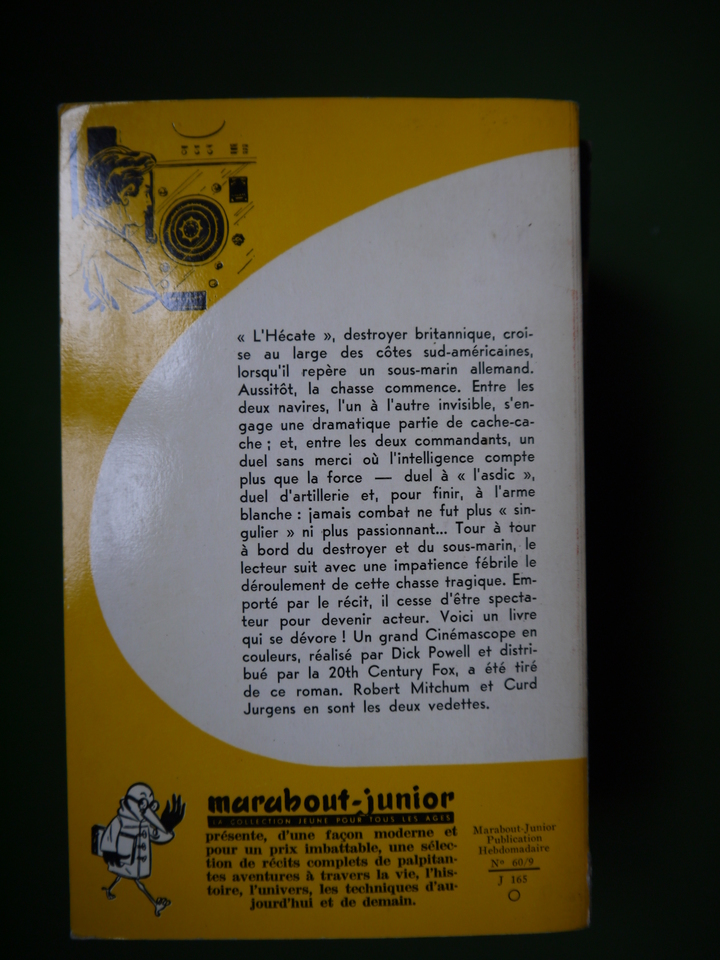 « L'Hécate », destroyer britannique, croi-
se au large des côtes sud-américaines,
lorsqu'il repère un sous-marin allemand.
Aussitôt, la chasse commence. Entre les
deux navires, l'un à l'autre invisible, s'en-
gage une dramatique partie de cache-ca-
che ; et, entre les deux commandants, un
duel sans merci où l'intelligence compte
plus que la force — duel à « l'asdic »,
duel d'artillerie et, pour finir, à l'arme
blanche : jamais combat ne fut plus « sin-
gulier » ni plus passionnant... Tour à tour
à bord du destroyer et du sous-marin, le
lecteur suit avec une impatience fébrile le
déroulement de cette chasse tragique. Em-
porté par le récit, il cesse d'être specta-
teur pour devenir acteur. Voici un livre
qui se dévore ! Un grand Cinémascope en
couleurs, réalisé par Dick Powell et distri-
bué par la 20th Century Fox, a été tiré
de ce roman. Robert Mitchum et Curd
Jurgens en sont les deux vedettes.
marabout-junior
LA COLLECTION JEUNE POUR TOUS LES AGES
présente, d'une façon moderne et
pour un prix imbattable, une sélec-
tion de récits complets de palpitan-
tes aventures à travers la vie, l'his-
toire, l'univers, les techniques d'au-
jourd'hui et de demain.
Marabout-Junior
Publication
Hebdomadaire
Nº 60/9
J 165